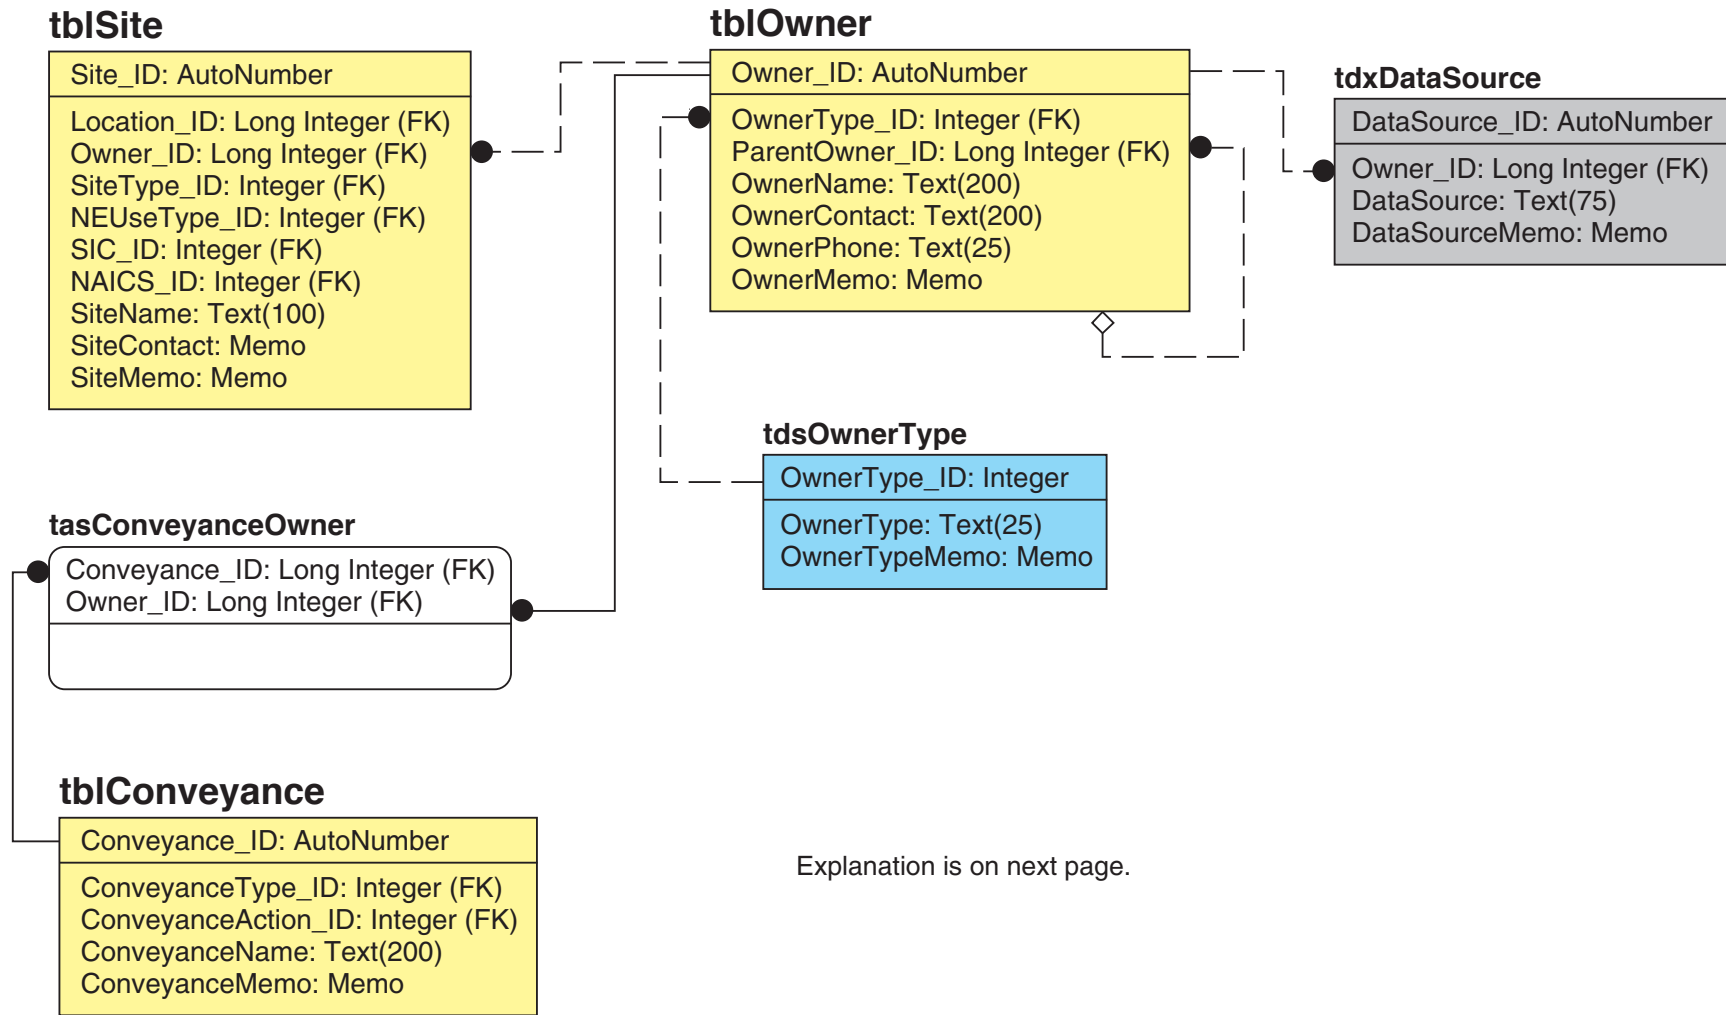 tblSite
Site_ID: AutoNumber
Location_ID: Long Integer (FK)
Owner_ID: Long Integer (FK)
SiteType_ID: Integer (FK)
NEUseType_ID: Integer (FK)
SIC_ID: Integer (FK)
NAICS_ID: Integer (FK)
SiteName: Text(100)
SiteContact: Memo
SiteMemo: Memo
tblOwner
Owner_ID: AutoNumber
OwnerType_ID: Integer (FK)
ParentOwner_ID: Long Integer (FK)
OwnerName: Text(200)
OwnerContact: Text(200)
OwnerPhone: Text(25)
OwnerMemo: Memo
tdxDataSource
DataSource_ID: AutoNumber
Owner_ID: Long Integer (FK)
DataSource: Text(75)
DataSourceMemo: Memo
tdsOwnerType
OwnerType_ID: Integer
OwnerType: Text(25)
OwnerTypeMemo: Memo
tasConveyanceOwner
Conveyance_ID: Long Integer (FK)
Owner_ID: Long Integer (FK)
tblConveyance
Conveyance_ID: AutoNumber
ConveyanceType_ID: Integer (FK)
ConveyanceAction_ID: Integer (FK)
ConveyanceName: Text(200)
ConveyanceMemo: Memo
Explanation is on next page.